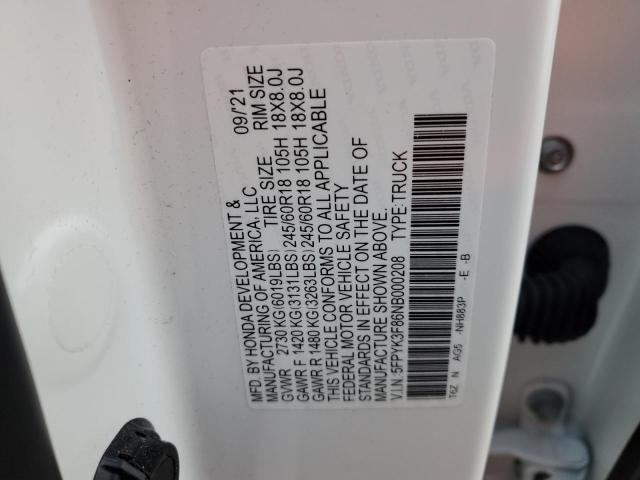 MFD. BY HONDA DEVELOPMENT &
MANUFACTURING OF AMERICA, LLC 09/21
GVWR 2730 KG(6019LBS) TIRE SIZE RIM SIZE
GAWR F 1420 KG(3131LBS)245/60R18 105H 18X8.0J
GAWR R 1480 KG(3263LBS)245/60R18 105H 18X8.0J
THIS VEHICLE CONFORMS TO ALL APPLICABLE
FEDERAL MOTOR VEHICLE SAFETY
STANDARDS IN EFFECT ON THE DATE OF
MANUFACTURE SHOWN ABOVE.
V.I.N.:5FPYK3F86NB000208 TYPE:TRUCK
T6Z N AG5 -NH883P -E -B